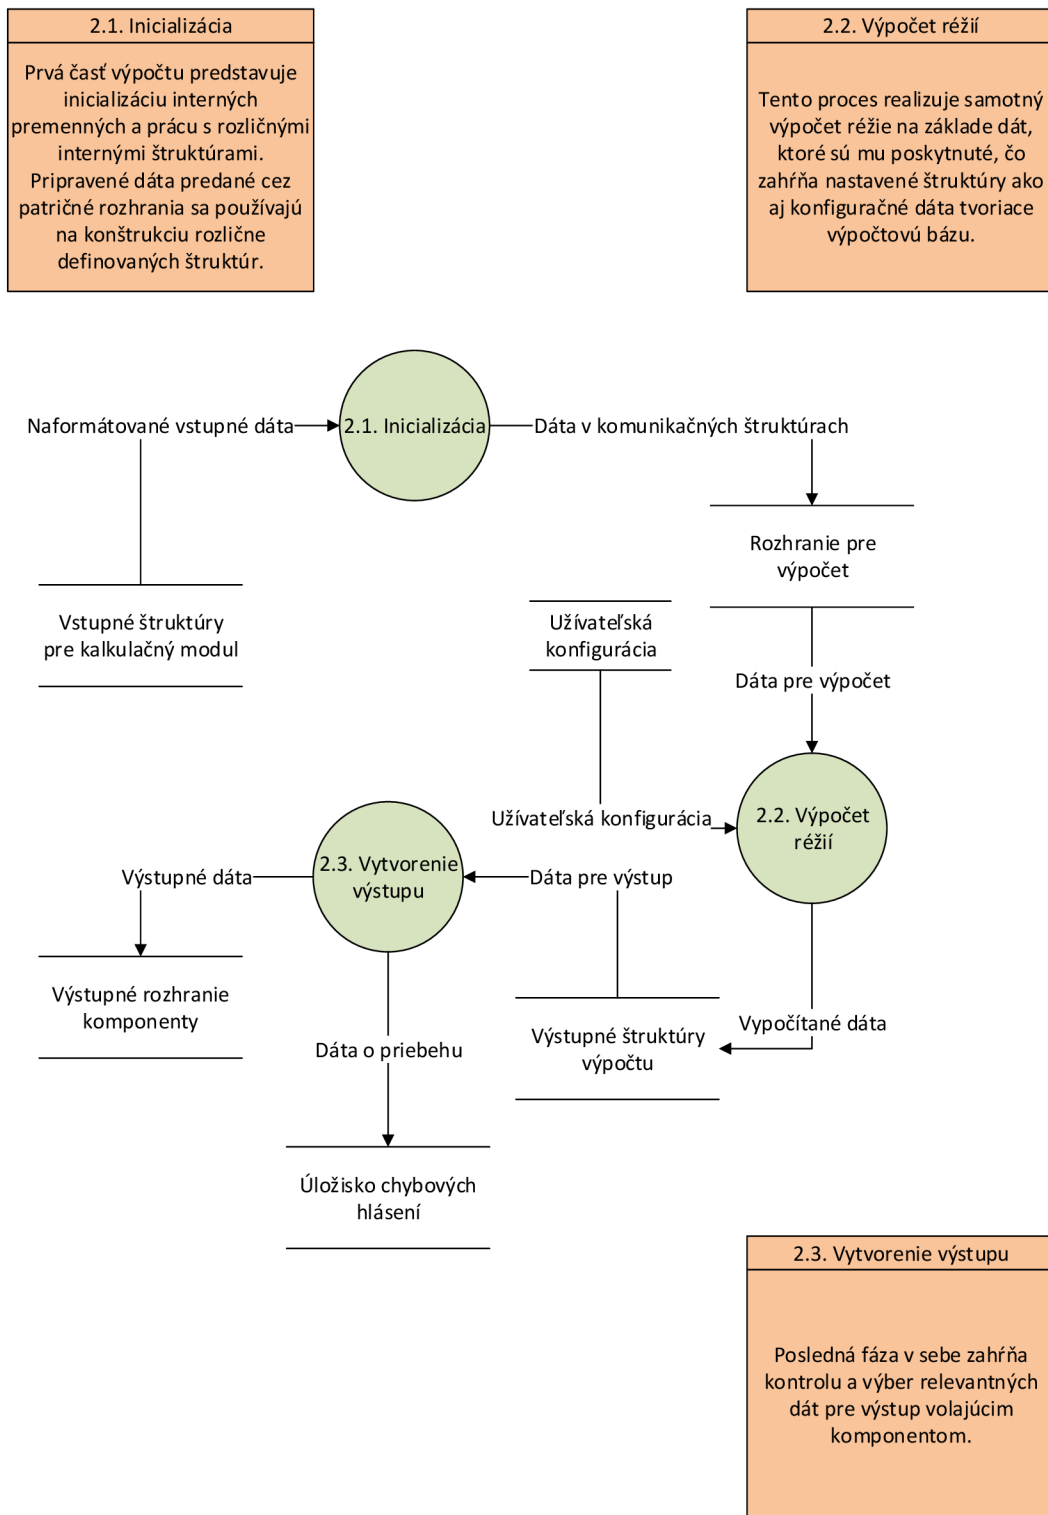 2.1. Inicializácia
Prvá časť výpočtu predstavuje
inicializáciu interných
premenných a prácu s rozličnými
internými štruktúrami.
Pripravené dáta predané cez
patričné rozhrania sa používajú
na konštrukciu rozlične
definovaných štruktúr.
2.2. Výpočet réžií
Tento proces realizuje samotný
výpočet réžie na základe dát,
ktoré sú mu poskytnuté, čo
zahŕňa nastavené štruktúry ako
aj konfiguračné dáta tvoriace
výpočtovú bázu.
Naformátované vstupné dáta
2.1. Inicializácia
Dáta v komunikačných štruktúrach
Rozhranie pre
výpočet
Vstupné štruktúry
pre kalkulačný modul
Užívateľská
konfigurácia
Dáta pre výpočet
Užívateľská konfigurácia
2.2. Výpočet
réžií
2.3. Vytvorenie
výstupu
Výstupné dáta
Dáta pre výstup
Výstupné rozhranie
komponenty
Dáta o priebehu
Výstupné štruktúry
výpočtu
Vypočítané dáta
Úložisko chybových
hlásení
2.3. Vytvorenie výstupu
Posledná fáza v sebe zahŕňa
kontrolu a výber relevantných
dát pre výstup volajúcim
komponentom.